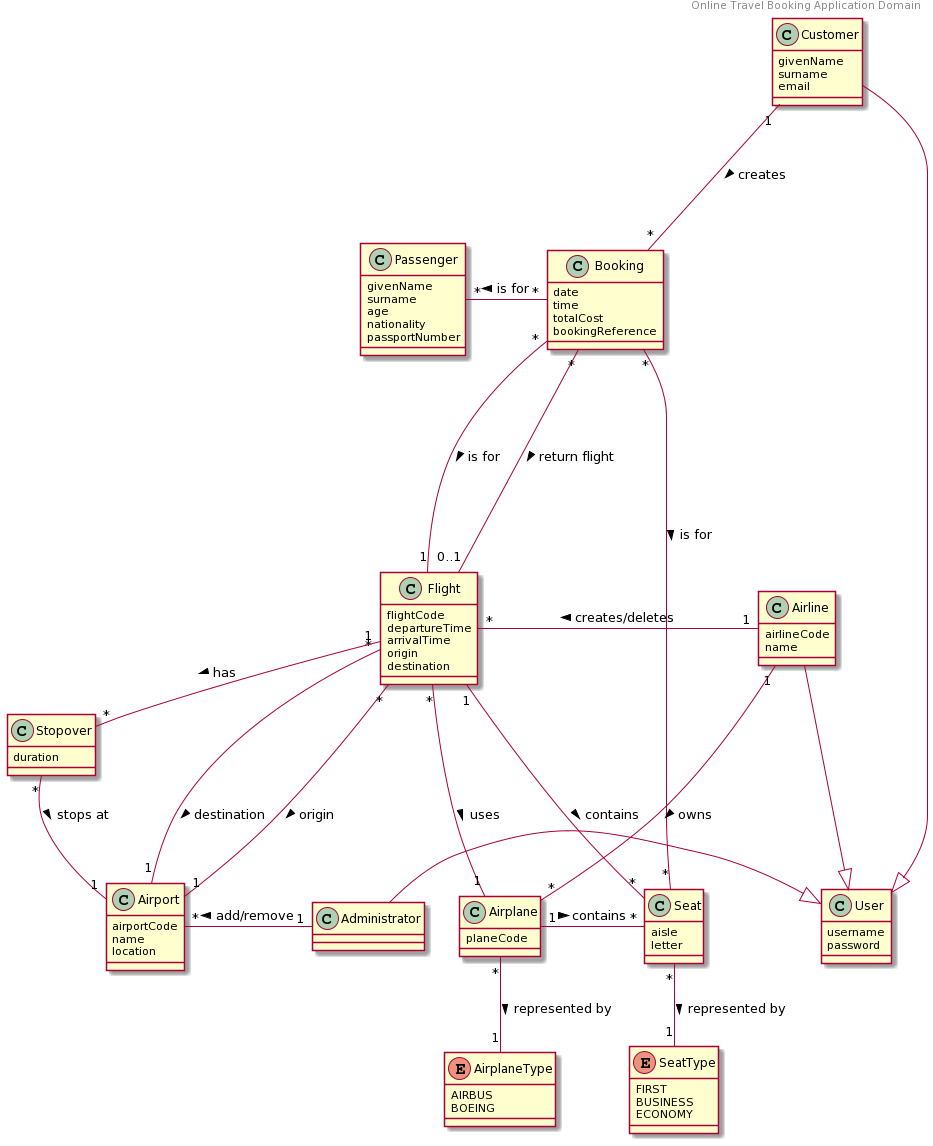 Online Travel Booking Application Domain
C Customer
givenName
surname
email
1
creates
*
C Passenger
givenName
surname
age
nationality
passportNumber
* is for *
C Booking
date
time
totalCost
bookingReference
* * *
is for
return flight
is for
1 0..1
C Flight
flightCode
departureTime
arrivalTime
origin
destination
* creates/deletes 1
C Airline
airlineCode
name
1
*
has
*
* * 1
1
C Stopover
duration
*
stops at
destination
origin
uses
contains
owns
1 1 1 1
* * *
C Airport
airportCode
name
location
* add/remove 1
C Administrator
C Airplane
planeCode
1 contains *
C Seat
aisle
letter
C User
username
password
*
represented by
1
*
represented by
1
E AirplaneType
AIRBUS
BOEING
E SeatType
FIRST
BUSINESS
ECONOMY